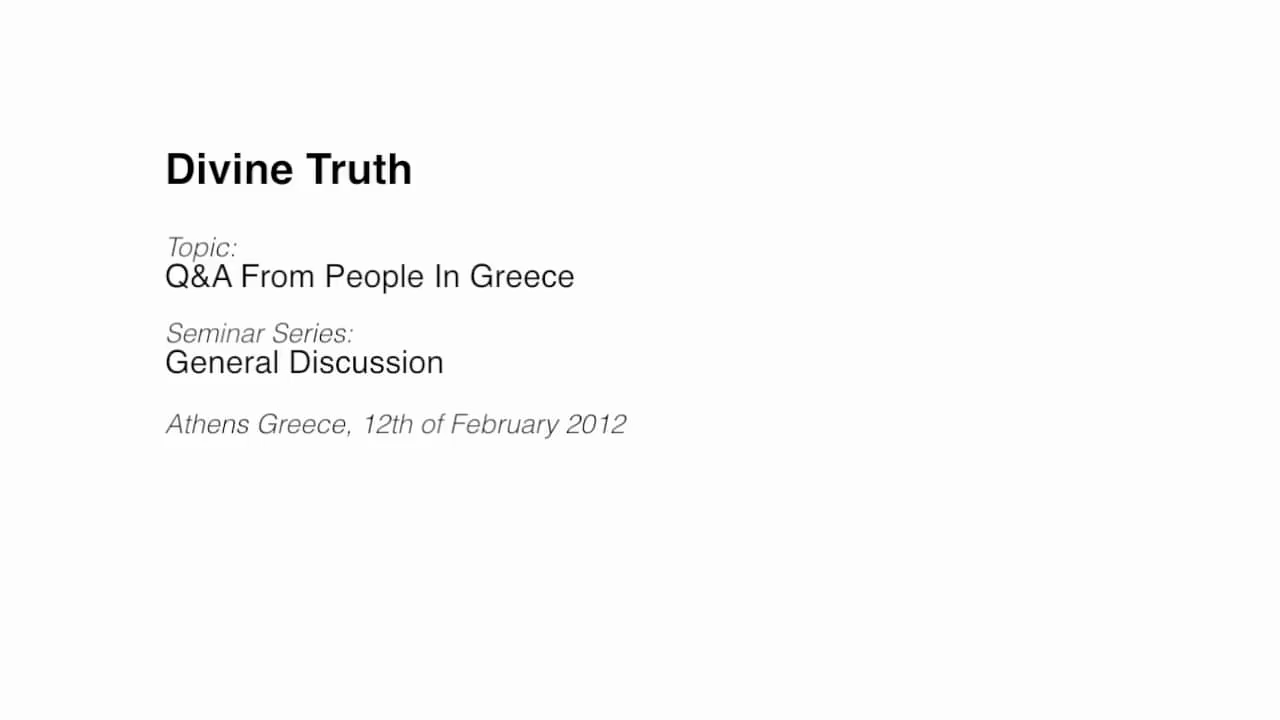 Divine Truth
Topic:
Q&A From People In Greece
Seminar Series:
General Discussion
Athens Greece, 12th of February 2012